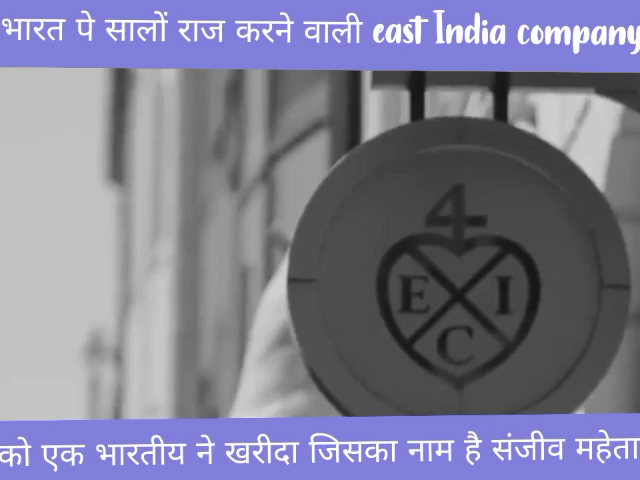 भारत पे सालों राज करने वाली east India company
4
E I
C
को एक भारतीय ने खरीदा जिसका नाम है संजीव महेता